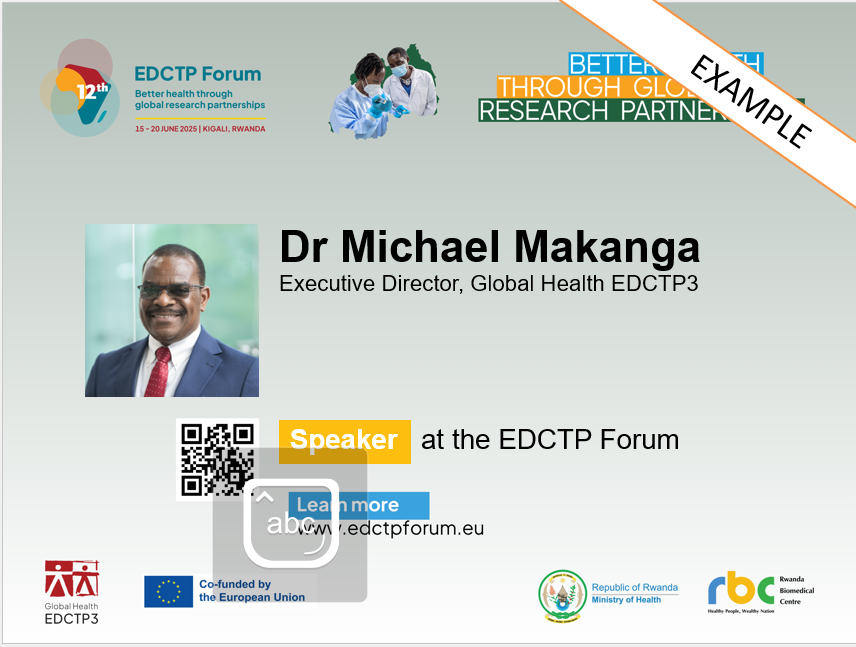 12th
EDCTP Forum
Better health through
global research partnerships
15 – 20 JUNE 2025 | KIGALI, RWANDA
BETTER
TH
THROUGH
RESEARCH
EXAMPLE
Dr Michael Makanga
Executive Director, Global Health EDCTP3
Speaker at the EDCTP Forum
Learn more
abc
www.edctpforum.eu
Global Health
EDCTP3
Co-funded by
the European Union
Republic of Rwanda
Ministry of Health
rbc
Rwanda
Biomedical
Centre
Healthy People, Wealthy Nation